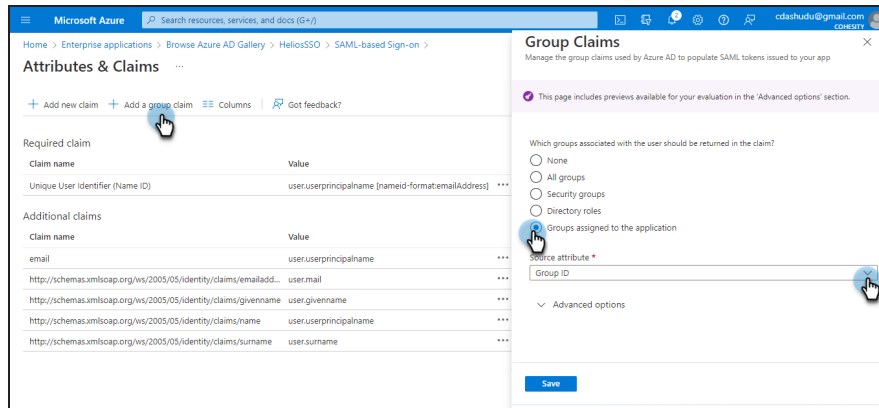 Microsoft Azure
Search resources, services, and docs (G+/)
2
cdashudu@gmail.com
COHESITY
Home > Enterprise applications > Browse Azure AD Gallery > HeliosSSO > SAML-based Sign-on >
Attributes & Claims ...
+ Add new claim + Add a group claim Columns Got feedback?
Required claim
Claim name Value
Unique User Identifier (Name ID) user.userprincipalname [nameid-format:emailAddress] •••
Additional claims
Claim name Value
email user.userprincipalname •••
http://schemas.xmlsoap.org/ws/2005/05/identity/claims/emailadd... user.mail •••
http://schemas.xmlsoap.org/ws/2005/05/identity/claims/givenname user.givenname •••
http://schemas.xmlsoap.org/ws/2005/05/identity/claims/name user.userprincipalname •••
http://schemas.xmlsoap.org/ws/2005/05/identity/claims/surname user.surname •••
Group Claims
Manage the group claims used by Azure AD to populate SAML tokens issued to your app
This page includes previews available for your evaluation in the 'Advanced options' section.
Which groups associated with the user should be returned in the claim?
None
All groups
Security groups
Directory roles
Groups assigned to the application
Source attribute *
Group ID
Advanced options
Save